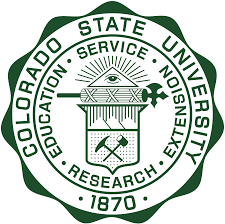 COLORADO STATE UNIVERSITY
EDUCATION · SERVICE · EXTENSION
· RESEARCH ·
· 1870 ·